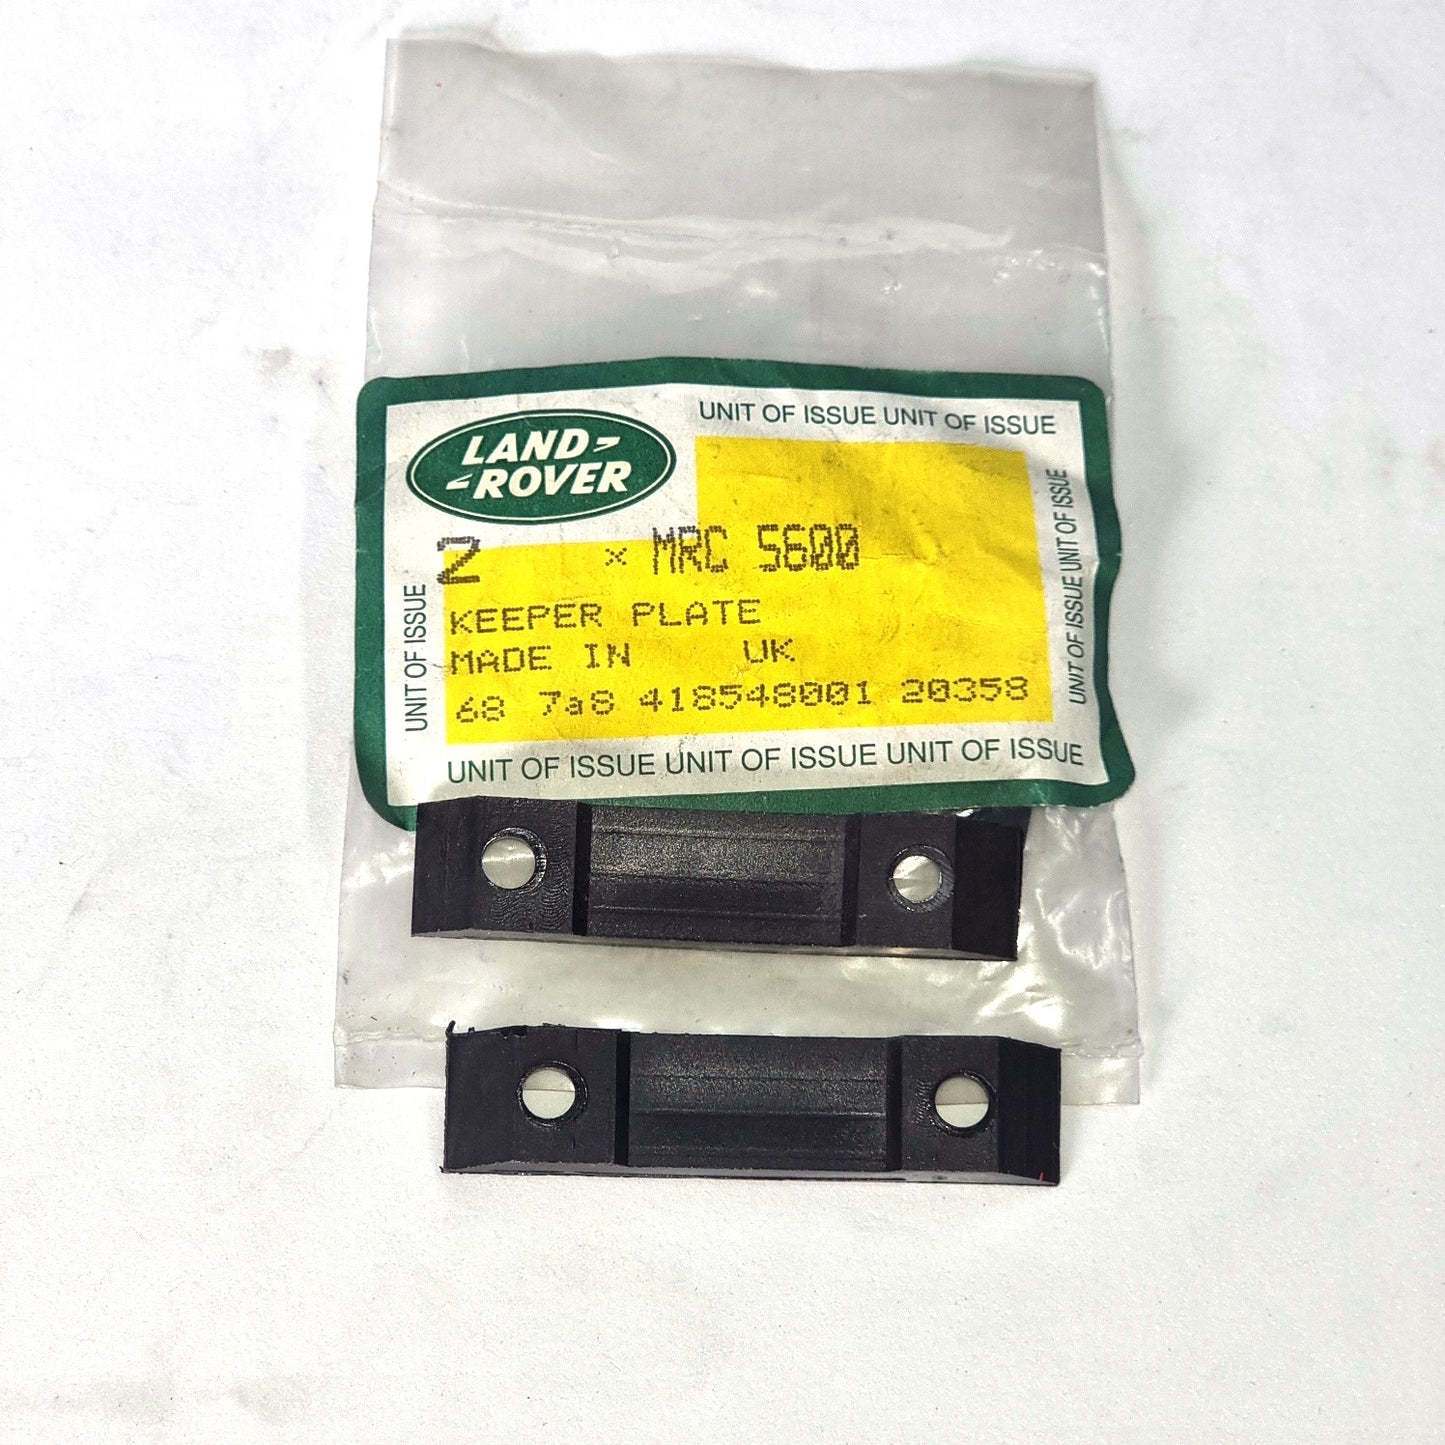 UNIT OF ISSUE UNIT OF ISSUE
LAND
ROVER
2 × MRC 5600
KEEPER PLATE
MADE IN UK
68 7a8 418548001 20358
UNIT OF ISSUE
UNIT OF ISSUE UNIT OF ISSUE
UNIT OF ISSUE UNIT OF ISSUE UNIT OF ISSUE